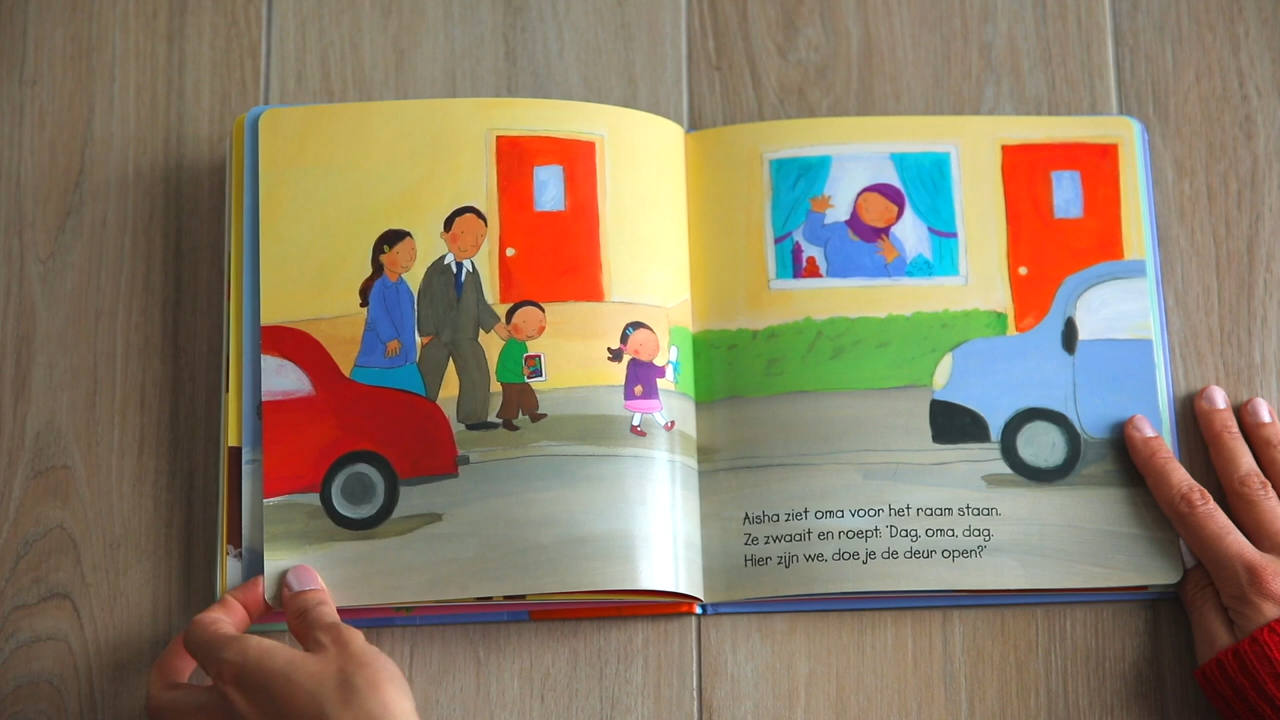 Aisha ziet oma voor het raam staan.
Ze zwaait en roept: 'Dag, oma, dag.
Hier zijn we, doe je de deur open?'